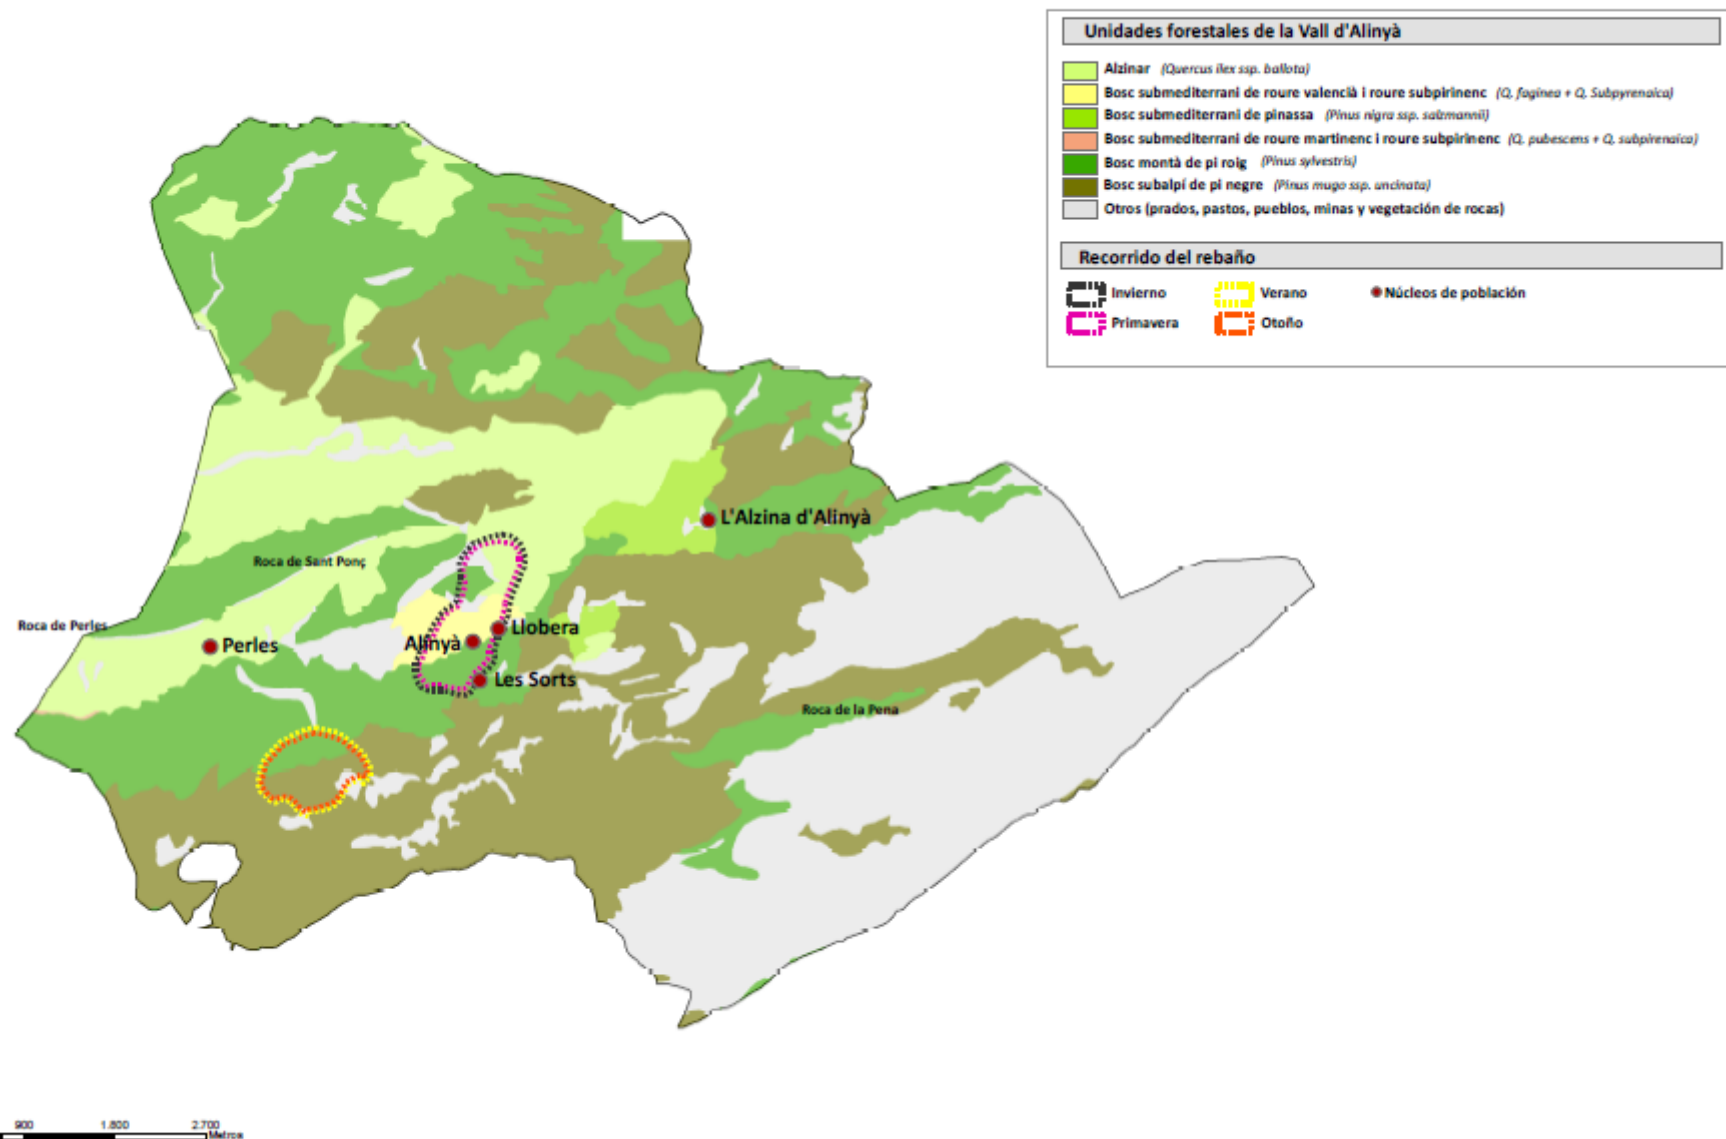 Unidades forestales de la Vall d'Alinyà
Alzinar (Quercus ilex ssp. ballota)
Bosc submediterrani de roure valencià i roure subpirinenc (Q. faginea + Q. Subpyrenaica)
Bosc submediterrani de pinassa (Pinus nigra ssp. salzmannii)
Bosc submediterrani de roure martinenc i roure subpirinenc (Q. pubescens + Q. subpirenaica)
Bosc montà de pi roig (Pinus sylvestris)
Bosc subalpí de pi negre (Pinus mugo ssp. uncinata)
Otros (prados, pastos, pueblos, minas y vegetación de rocas)
Recorrido del rebaño
Invierno Verano Núcleos de población
Primavera Otoño
L'Alzina d'Alinyà
Roca de Sant Ponç
Roca de Perles
Perles
Alinyà
Llobera
Les Sorts
Roca de la Pena
900 1.800 2.700
Metros